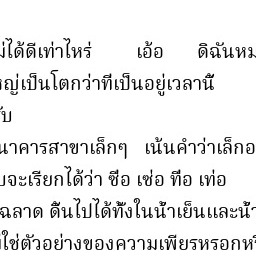 ม่ได้ดีเท่าไหร่ เอ้อ ดิฉันหม
หญ่เป็นโตกว่าที่เป็นอยู่เวลานี้
รับ
นาคารสาขาเล็กๆ เน้นคำว่าเล็กอ
บจะเรียกได้ว่า ซื่อ เซ่อ ทื่อ เท่อ
ฉลาด ดิ้นไปได้ทั้งในน้ำเย็นและน้ำ
ม่ใช่ตัวอย่างของความเพียรหรอกหรื